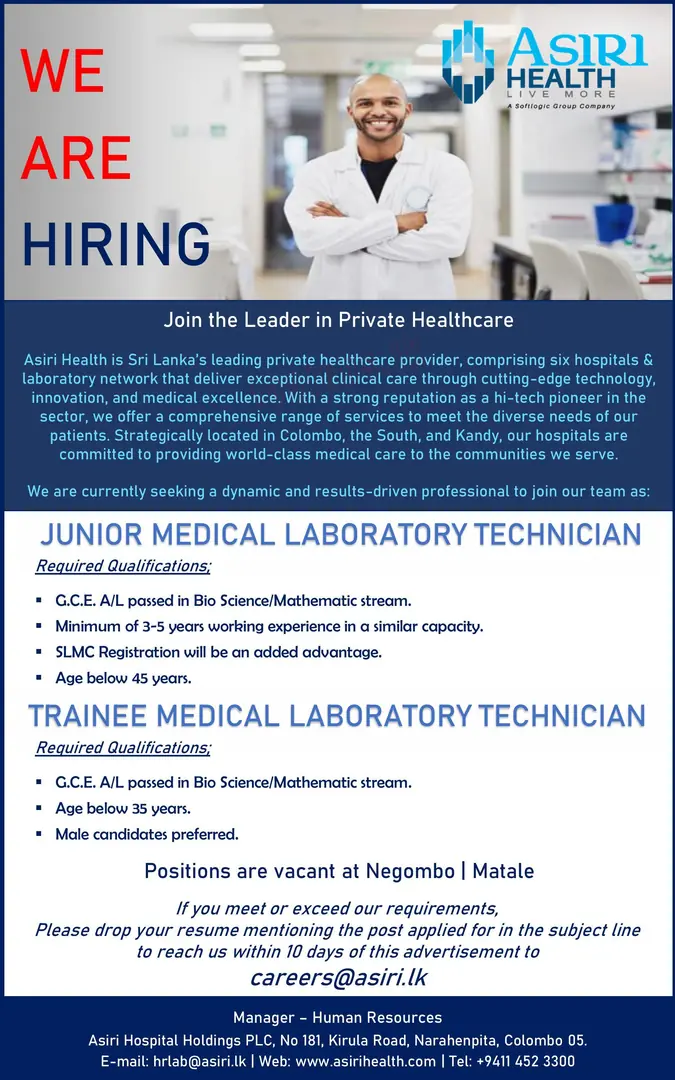 WE
ARE
HIRING
ASIRI
HEALTH
LIVE MORE
A Softlogic Group Company
Join the Leader in Private Healthcare
Asiri Health is Sri Lanka's leading private healthcare provider, comprising six hospitals &
laboratory network that deliver exceptional clinical care through cutting-edge technology,
innovation, and medical excellence. With a strong reputation as a hi-tech pioneer in the
sector, we offer a comprehensive range of services to meet the diverse needs of our
patients. Strategically located in Colombo, the South, and Kandy, our hospitals are
committed to providing world-class medical care to the communities we serve.
We are currently seeking a dynamic and results-driven professional to join our team as:
JUNIOR MEDICAL LABORATORY TECHNICIAN
Required Qualifications;
▪ G.C.E. A/L passed in Bio Science/Mathematic stream.
▪ Minimum of 3-5 years working experience in a similar capacity.
▪ SLMC Registration will be an added advantage.
▪ Age below 45 years.
TRAINEE MEDICAL LABORATORY TECHNICIAN
Required Qualifications;
▪ G.C.E. A/L passed in Bio Science/Mathematic stream.
▪ Age below 35 years.
▪ Male candidates preferred.
Positions are vacant at Negombo | Matale
If you meet or exceed our requirements,
Please drop your resume mentioning the post applied for in the subject line
to reach us within 10 days of this advertisement to
careers@asiri.lk
Manager – Human Resources
Asiri Hospital Holdings PLC, No 181, Kirula Road, Narahenpita, Colombo 05.
E-mail: hrlab@asiri.lk | Web: www.asirihealth.com | Tel: +9411 452 3300